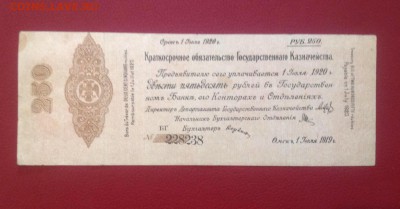 Омскъ, 1 Іюля 1920 г.
РУБ. 250
Краткосрочное обязательство Государственнаго Казначейства.
Предъявителю сего уплачивается 1 Іюля 1920 г.
Двѣсти пятьдесятъ рублей въ Государствен
номъ Банкѣ, его Конторахъ и Отдѣленіяхъ.
Директоръ Департамента Государственнаго Казначейства
Начальникъ Бухгалтерскаго Отдѣленія
БГ. Бухгалтеръ
№ 228238
Омскъ, 1 Іюля 1919 г.
250